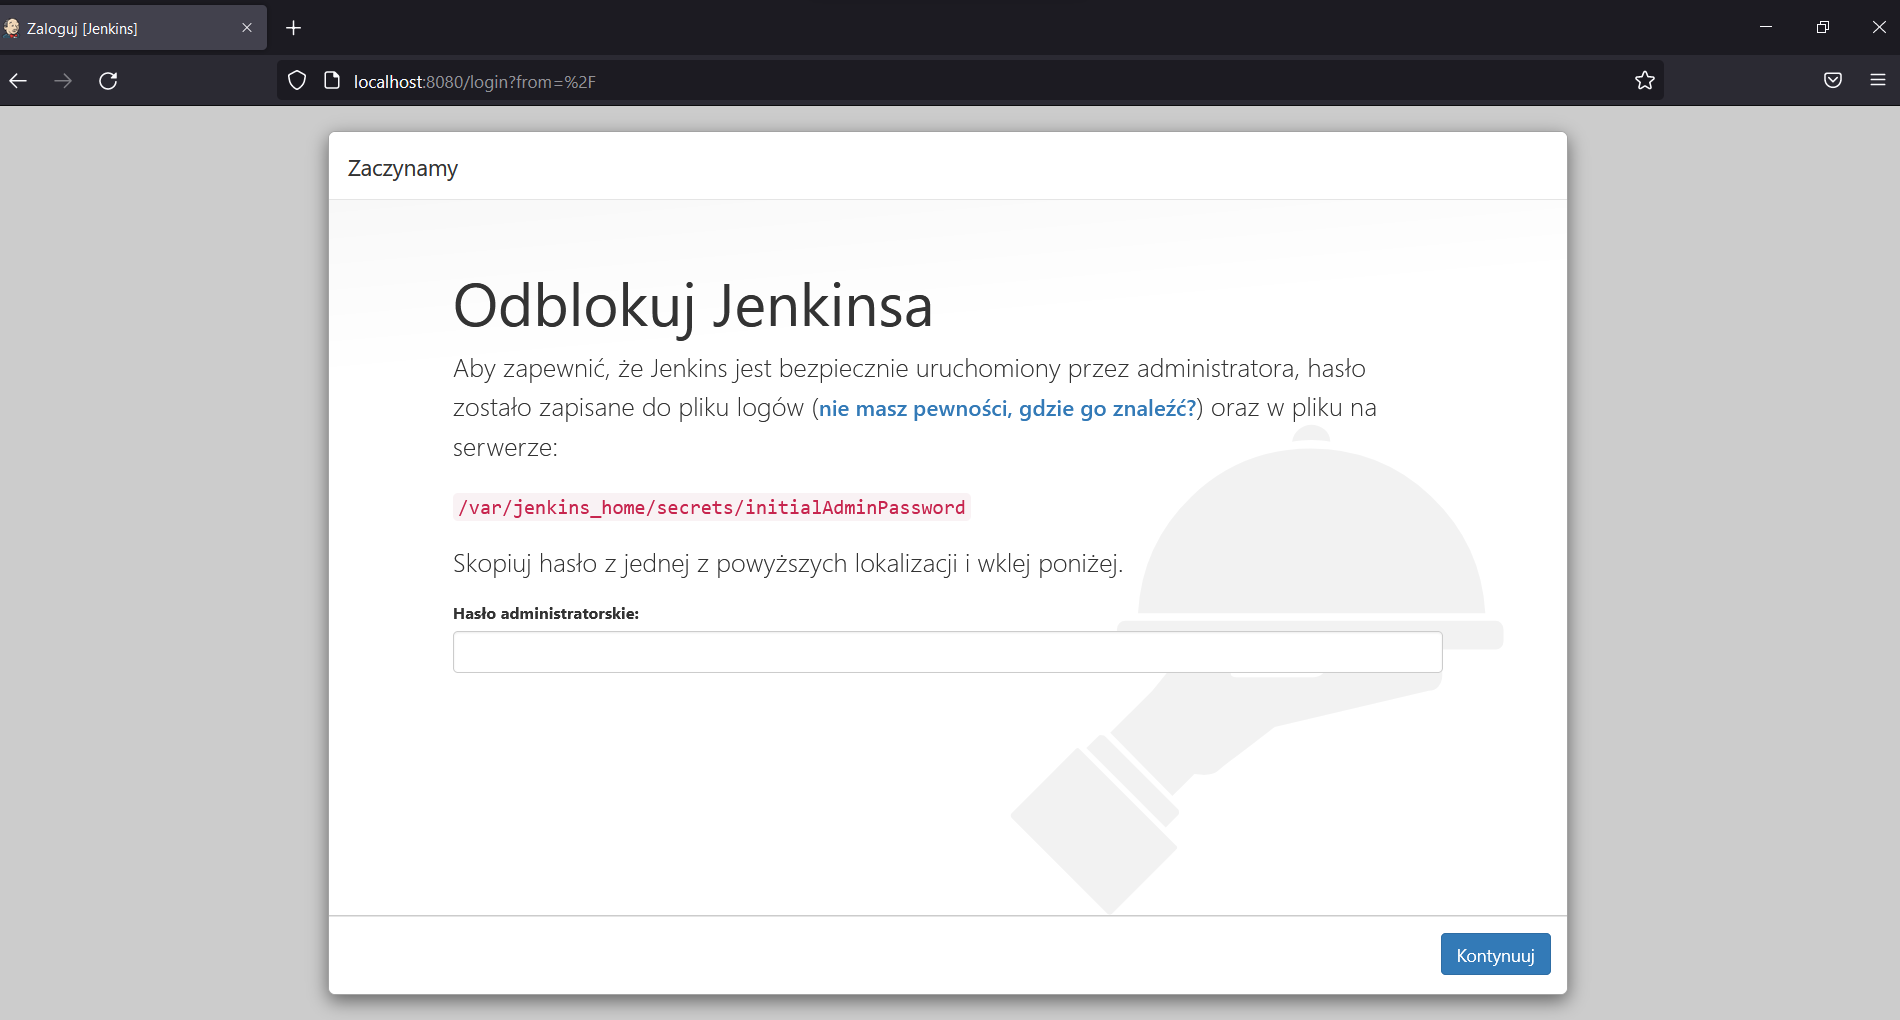 Zaloguj [Jenkins]
localhost:8080/login?from=%2F
Zaczynamy
Odblokuj Jenkinsa
Aby zapewnić, że Jenkins jest bezpiecznie uruchomiony przez administratora, hasło
zostało zapisane do pliku logów (nie masz pewności, gdzie go znaleźć?) oraz w pliku na
serwerze:
/var/jenkins_home/secrets/initialAdminPassword
Skopiuj hasło z jednej z powyższych lokalizacji i wklej poniżej.
Hasło administratorskie:
Kontynuuj